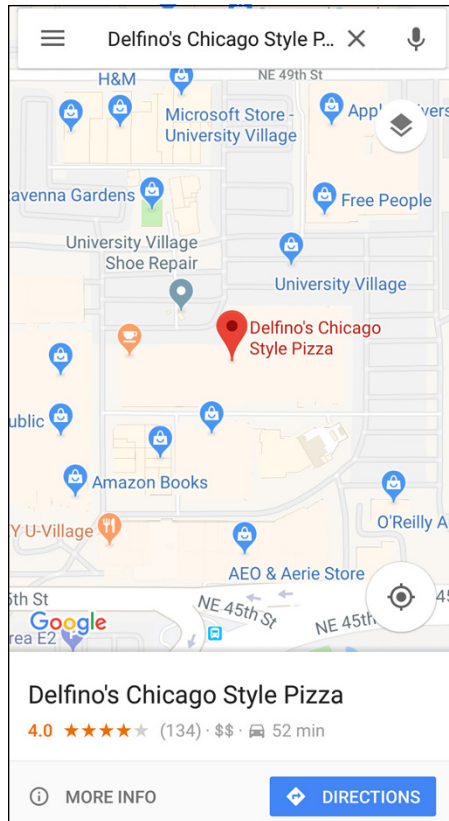 Delfino's Chicago Style P...
NE 49th St
H&M
Microsoft Store -
University Village
Ravenna Gardens
Free People
University Village
Shoe Repair
University Village
Delfino's Chicago
Style Pizza
ublic
Amazon Books
Y U-Village
O'Reilly A
AEO & Aerie Store
5th St
NE 45th St
NE 45th
45
Google
rea E2
Delfino's Chicago Style Pizza
4.0 ★★★★★ (134) · $$ · 52 min
MORE INFO
DIRECTIONS